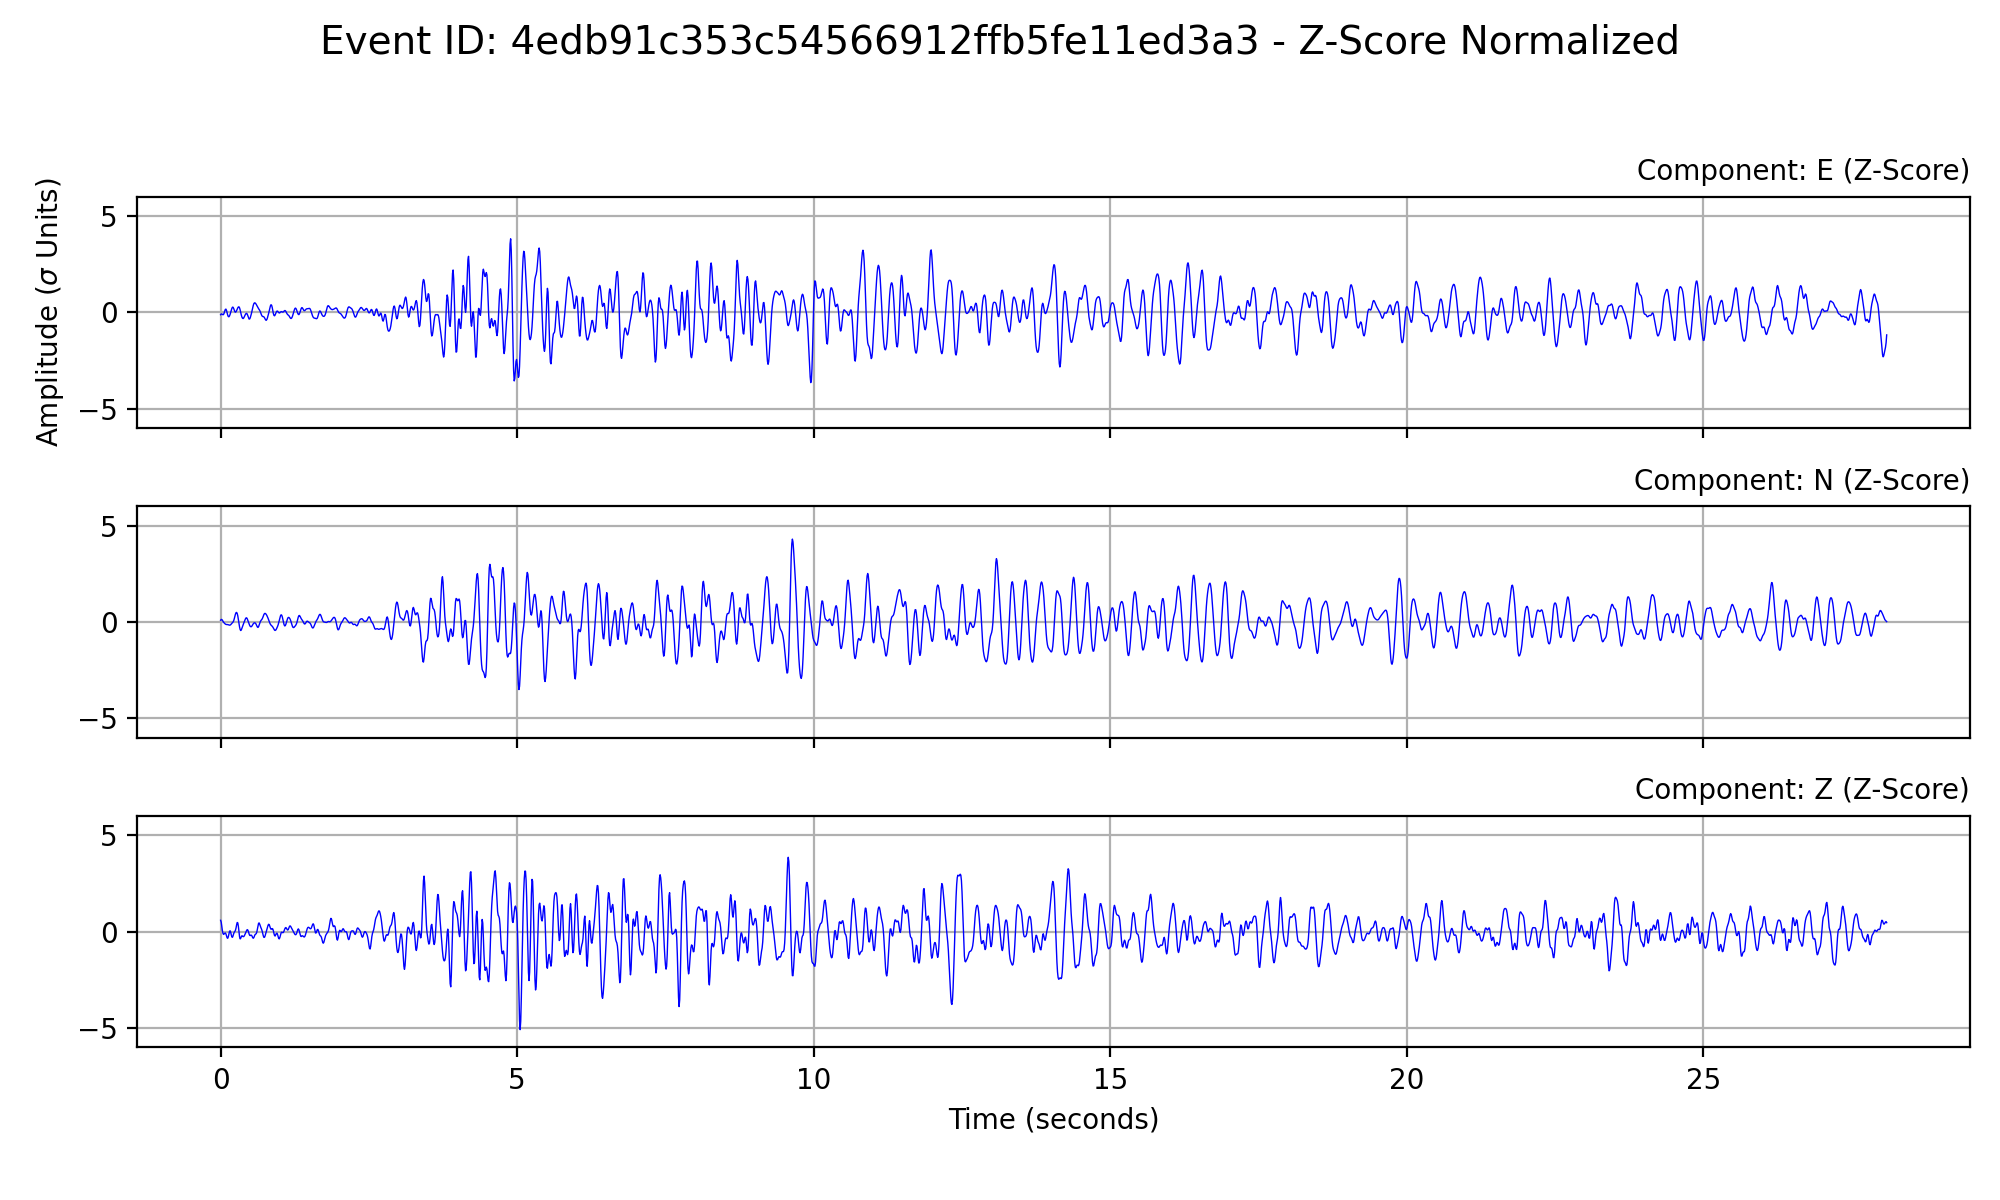 Event ID: 4edb91c353c54566912ffb5fe11ed3a3 - Z-Score Normalized
Component: E (Z-Score)
Amplitude (σ Units)
5
0
−5
Component: N (Z-Score)
5
0
−5
Component: Z (Z-Score)
5
0
−5
0 5 10 15 20 25
Time (seconds)